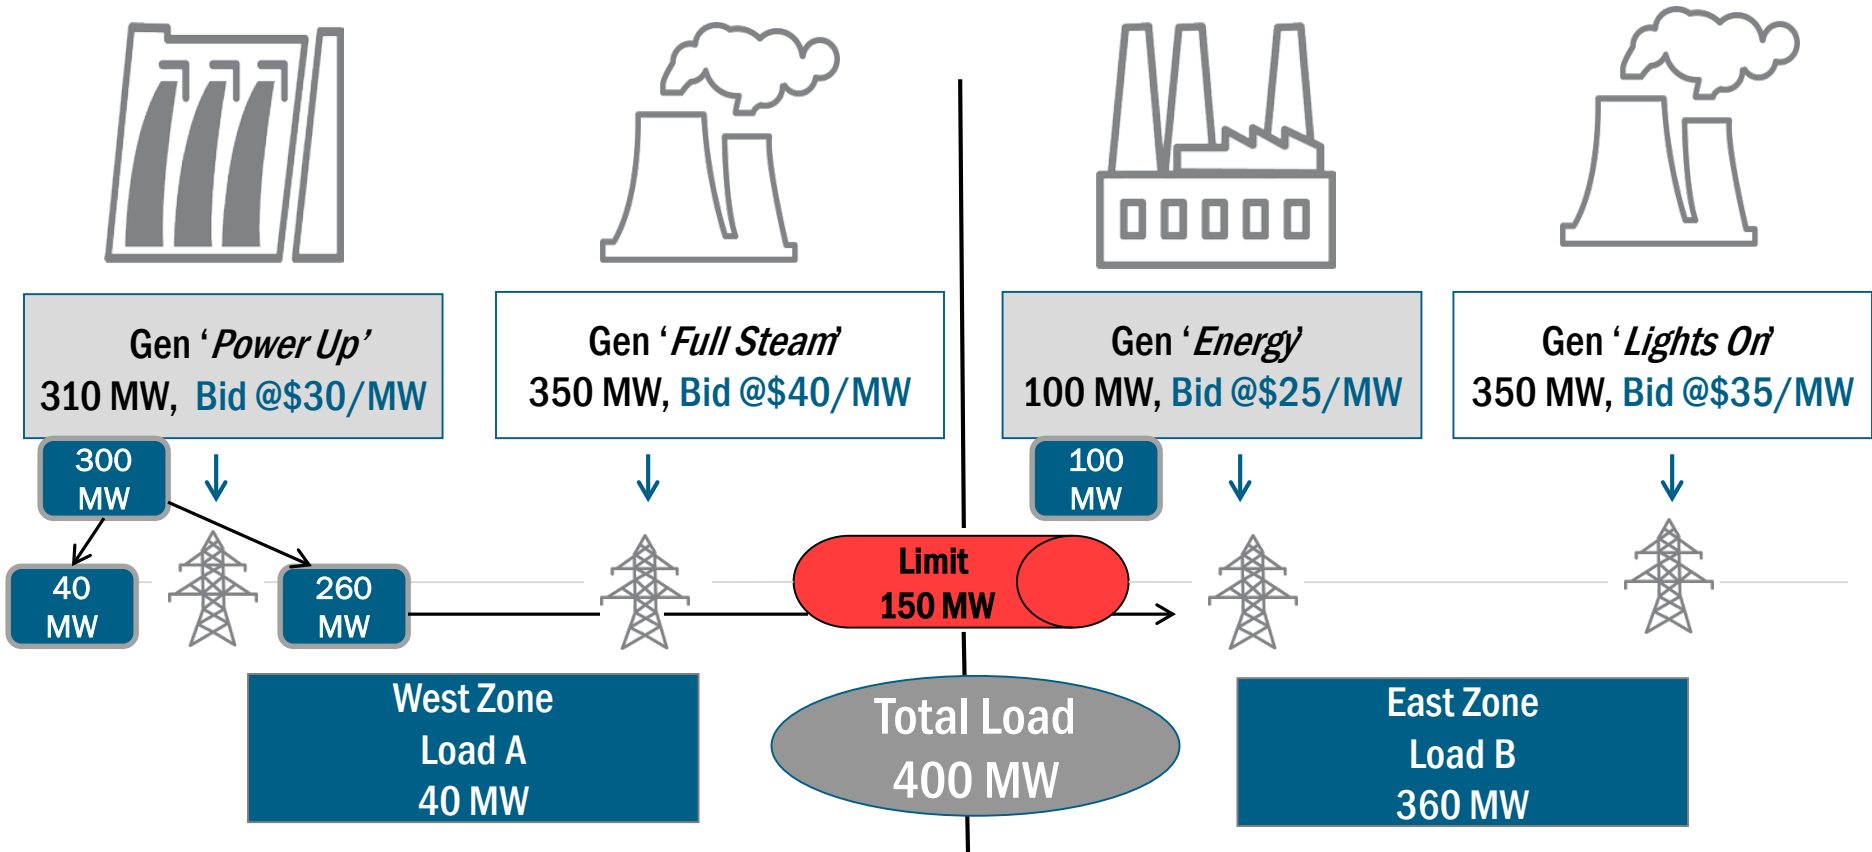 Gen ‘Power Up’
310 MW, Bid @$30/MW
Gen ‘Full Steam’
350 MW, Bid @$40/MW
Gen ‘Energy’
100 MW, Bid @$25/MW
Gen ‘Lights On’
350 MW, Bid @$35/MW
300
MW
100
MW
40
MW
260
MW
Limit
150 MW
West Zone
Load A
40 MW
Total Load
400 MW
East Zone
Load B
360 MW